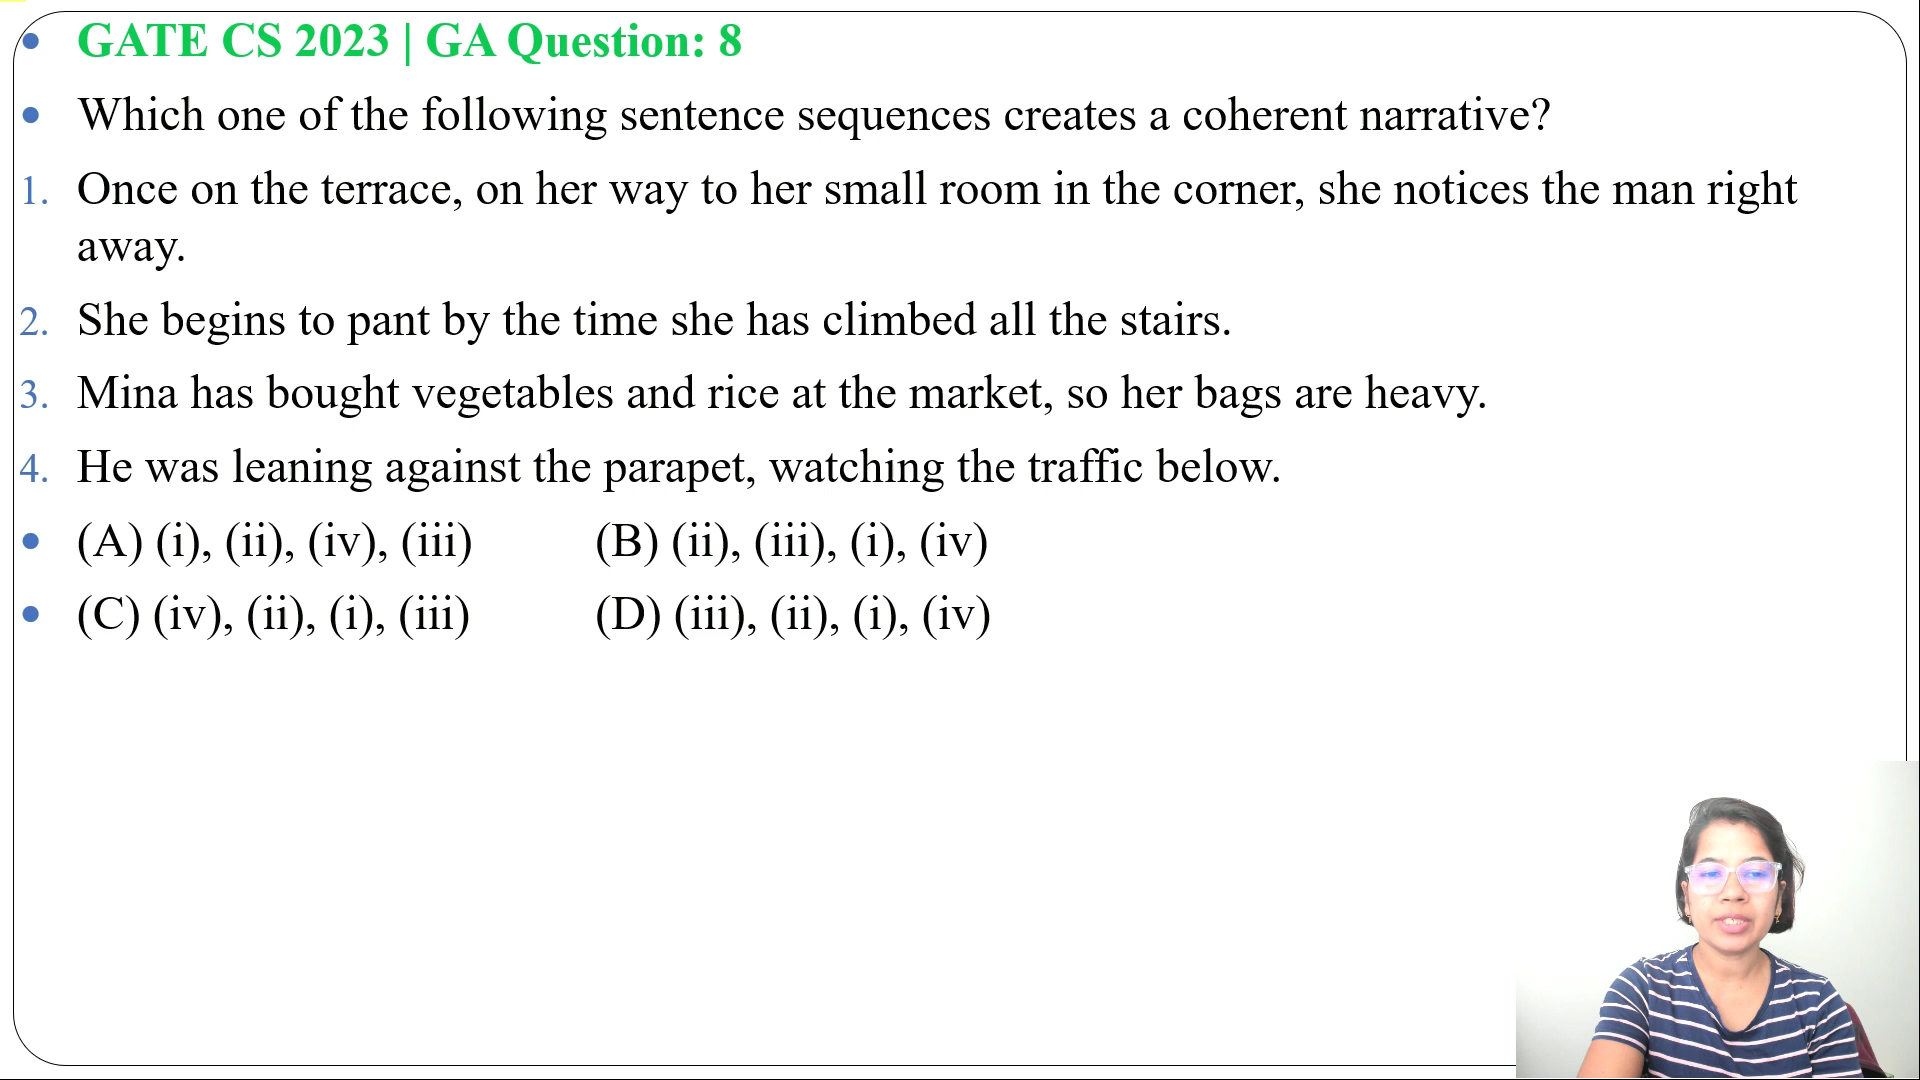 GATE CS 2023 | GA Question: 8
Which one of the following sentence sequences creates a coherent narrative?
1. Once on the terrace, on her way to her small room in the corner, she notices the man right
away.
2. She begins to pant by the time she has climbed all the stairs.
3. Mina has bought vegetables and rice at the market, so her bags are heavy.
4. He was leaning against the parapet, watching the traffic below.
(A) (i), (ii), (iv), (iii) (B) (ii), (iii), (i), (iv)
(C) (iv), (ii), (i), (iii) (D) (iii), (ii), (i), (iv)